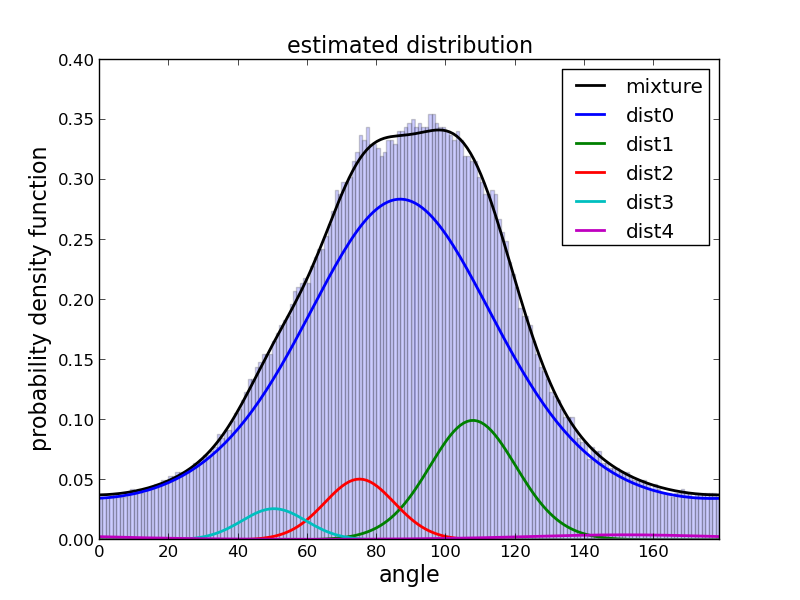 estimated distribution
probability density function
0.40
0.35
0.30
0.25
0.20
0.15
0.10
0.05
0.00
mixture
dist0
dist1
dist2
dist3
dist4
0 20 40 60 80 100 120 140 160
angle